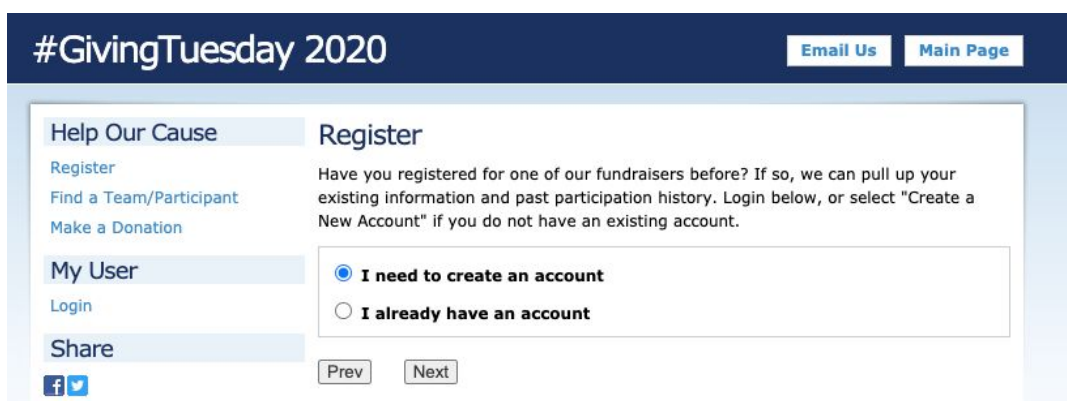 #GivingTuesday 2020
Email Us
Main Page
Help Our Cause
Register
Find a Team/Participant
Make a Donation
My User
Login
Share
Register
Have you registered for one of our fundraisers before? If so, we can pull up your
existing information and past participation history. Login below, or select "Create a
New Account" if you do not have an existing account.
I need to create an account
I already have an account
Prev
Next